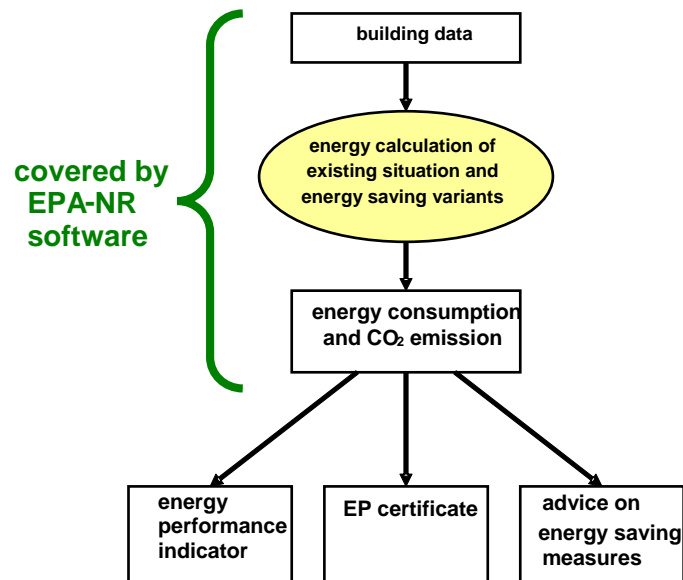 building data
energy calculation of
existing situation and
energy saving variants
covered by
EPA-NR
software
energy consumption
and CO₂ emission
energy
performance
indicator
EP certificate
advice on
energy saving
measures